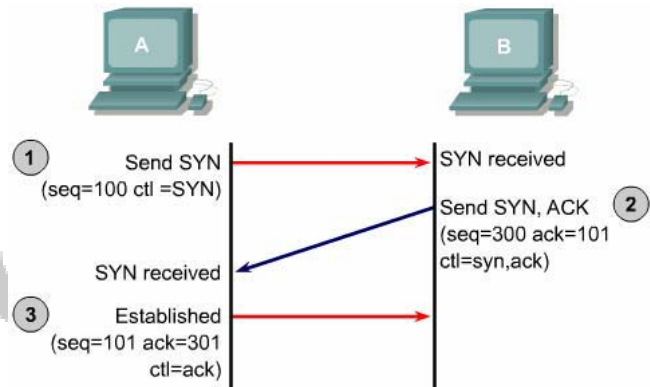 A
B
1
Send SYN
(seq=100 ctl =SYN)
SYN received
Send SYN, ACK
2
(seq=300 ack=101
ctl=syn,ack)
SYN received
3
Established
(seq=101 ack=301
ctl=ack)